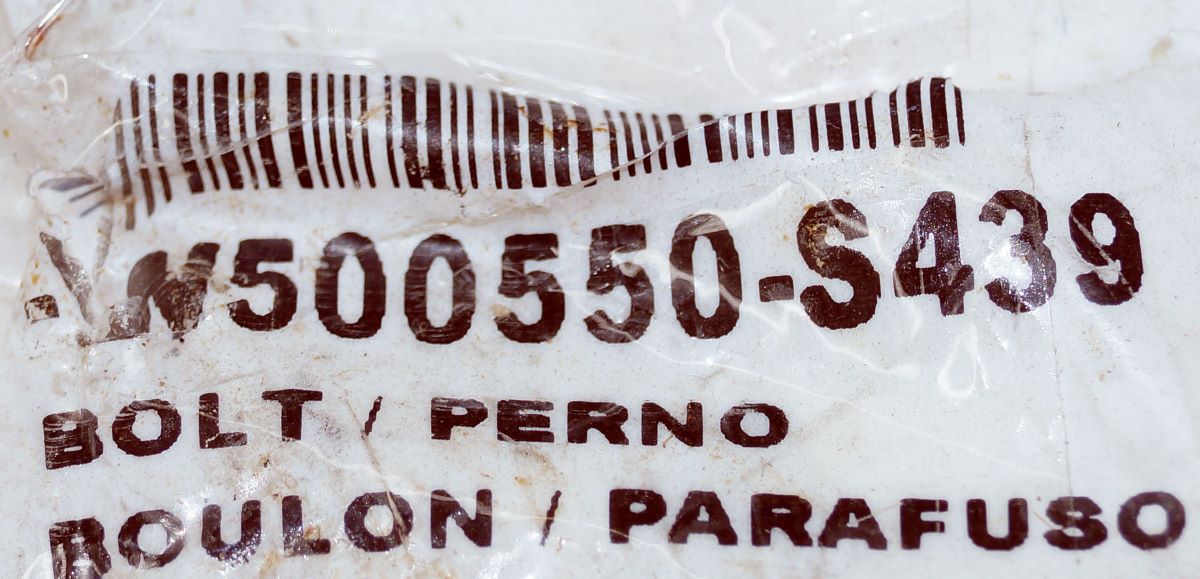 -W500550-S439
BOLT / PERNO
BOULON / PARAFUSO